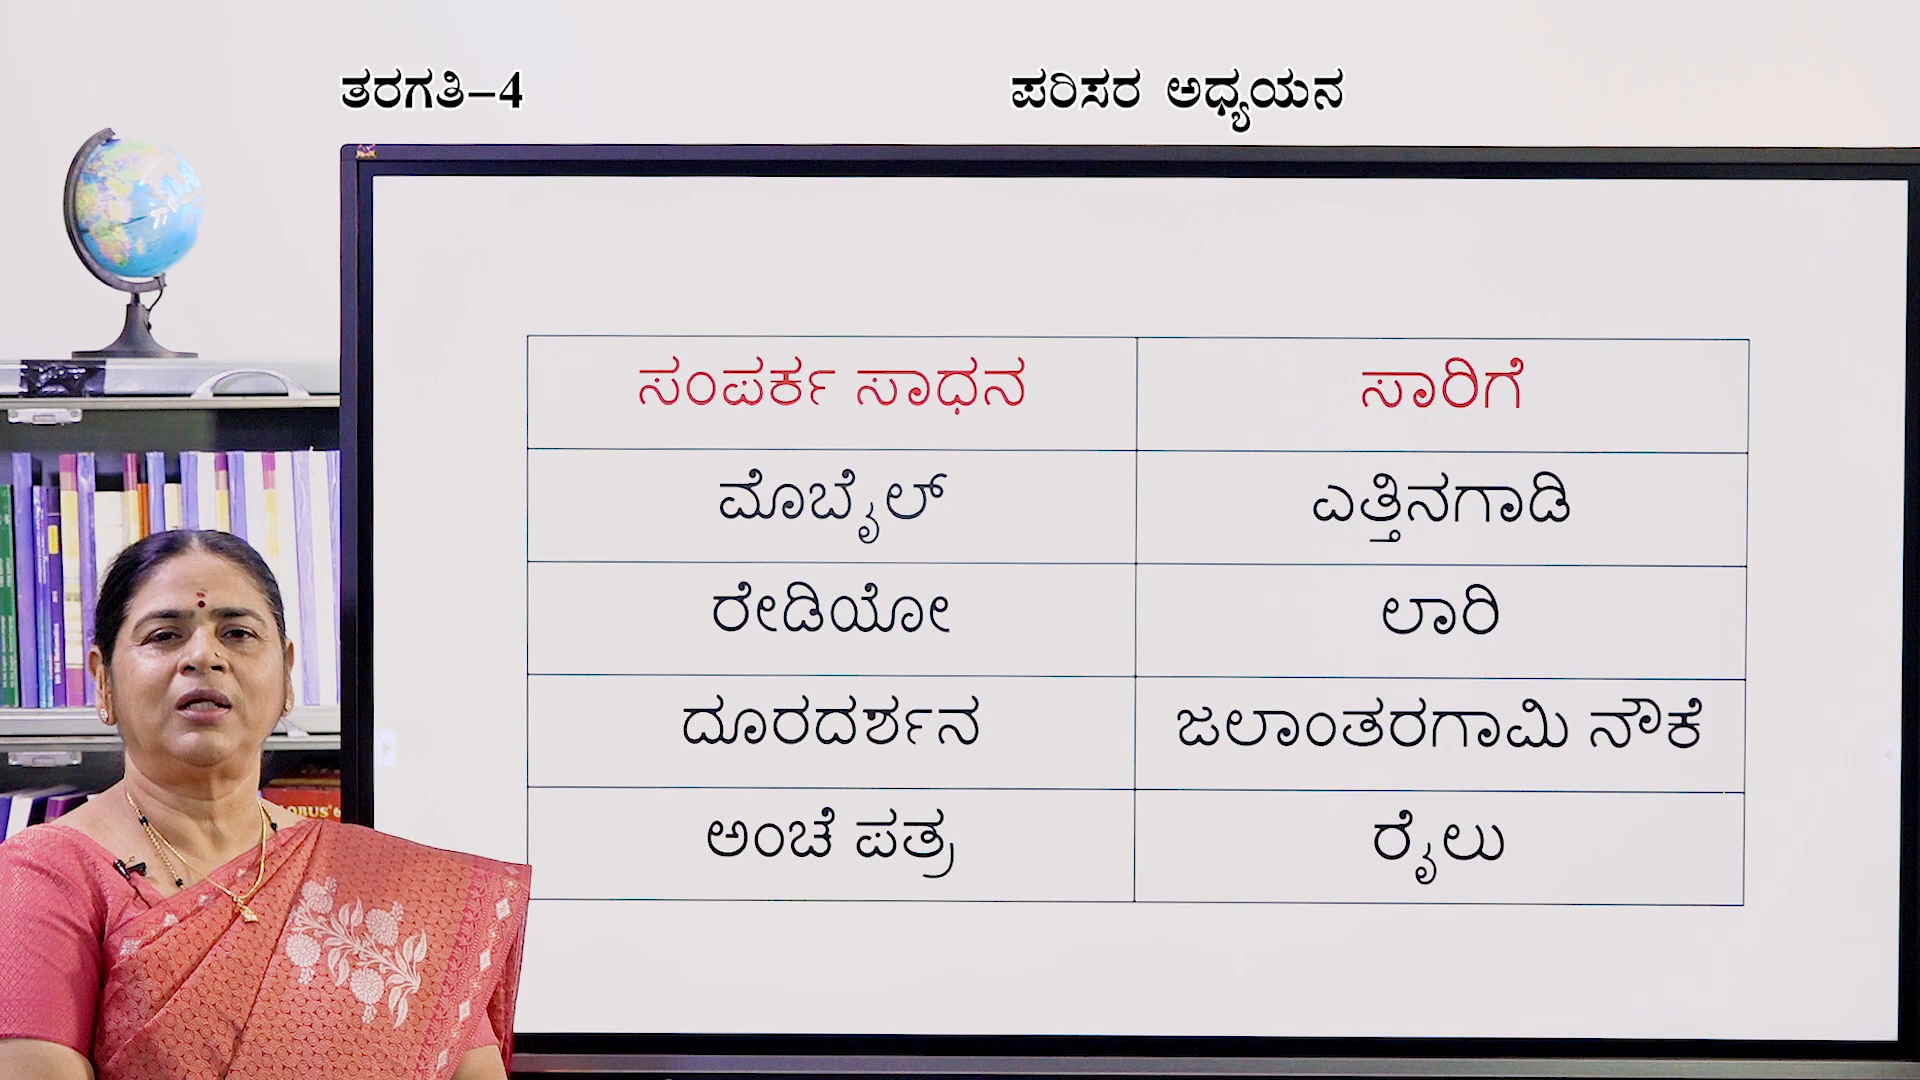 ತರಗತಿ-4
ಪರಿಸರ ಅಧ್ಯಯನ
ಸಂಪರ್ಕ ಸಾಧನ ಸಾರಿಗೆ
ಮೊಬೈಲ್ ಎತ್ತಿನಗಾಡಿ
ರೇಡಿಯೋ ಲಾರಿ
ದೂರದರ್ಶನ ಜಲಾಂತರಗಾಮಿ ನೌಕೆ
ಅಂಚೆ ಪತ್ರ ರೈಲು